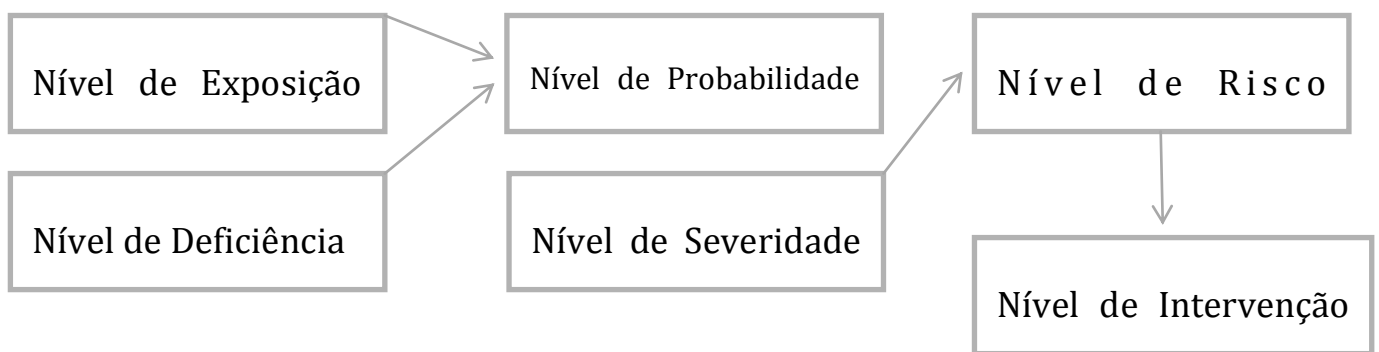 Nível de Exposição
Nível de Probabilidade
Nível de Risco
Nível de Deficiência
Nível de Severidade
Nível de Intervenção